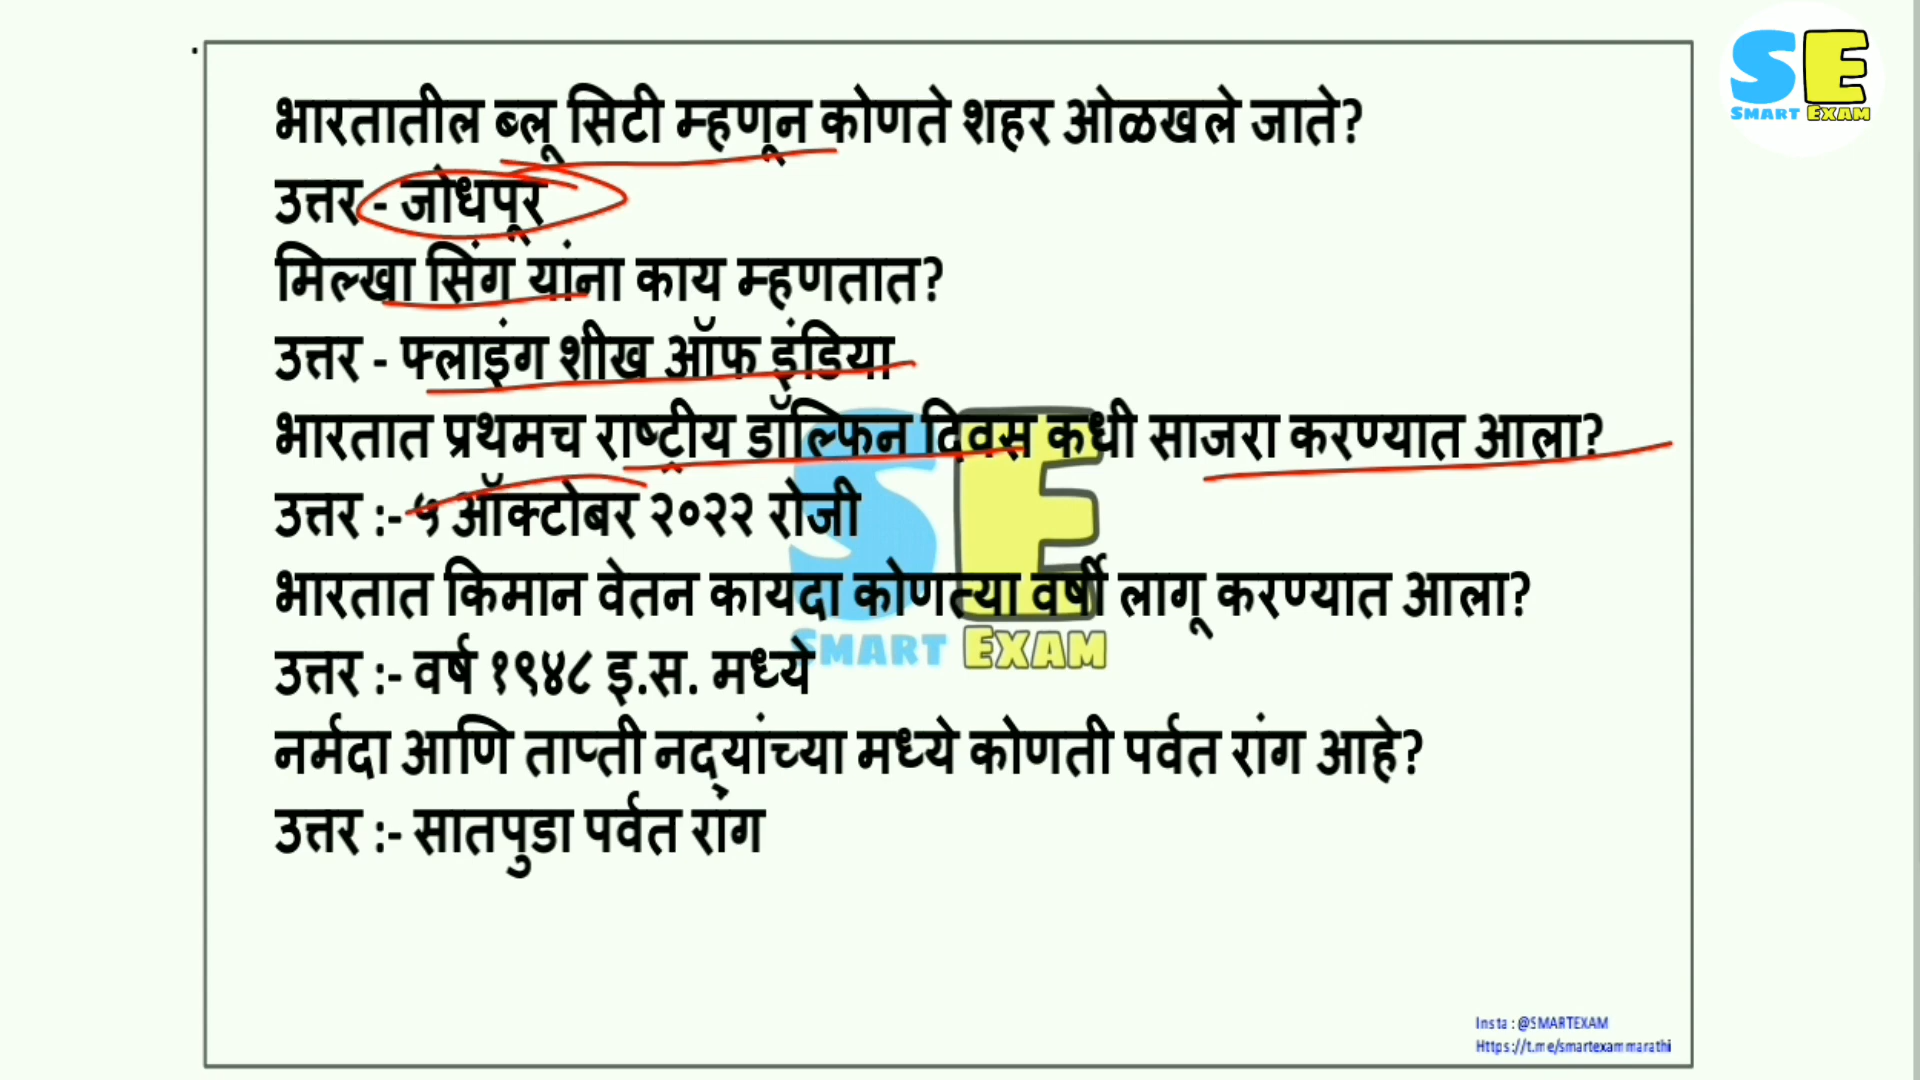 SE
SMART EXAM
भारतातील ब्लू सिटी म्हणून कोणते शहर ओळखले जाते?
उत्तर - जोधपूर
मिल्खा सिंग यांना काय म्हणतात?
उत्तर - फ्लाइंग शीख ऑफ इंडिया
भारतात प्रथमच राष्ट्रीय डॉल्फिन दिवस कधी साजरा करण्यात आला?
उत्तर :- ५ ऑक्टोबर २०२२ रोजी
भारतात किमान वेतन कायदा कोणत्या वर्षी लागू करण्यात आला?
उत्तर :- वर्ष १९४८ इ.स. मध्ये
नर्मदा आणि ताप्ती नद्यांच्या मध्ये कोणती पर्वत रांग आहे?
उत्तर :- सातपुडा पर्वत रांग
SE
SMART EXAM
Insta : @SMARTEXAM
Https://t.me/smartexammarathi